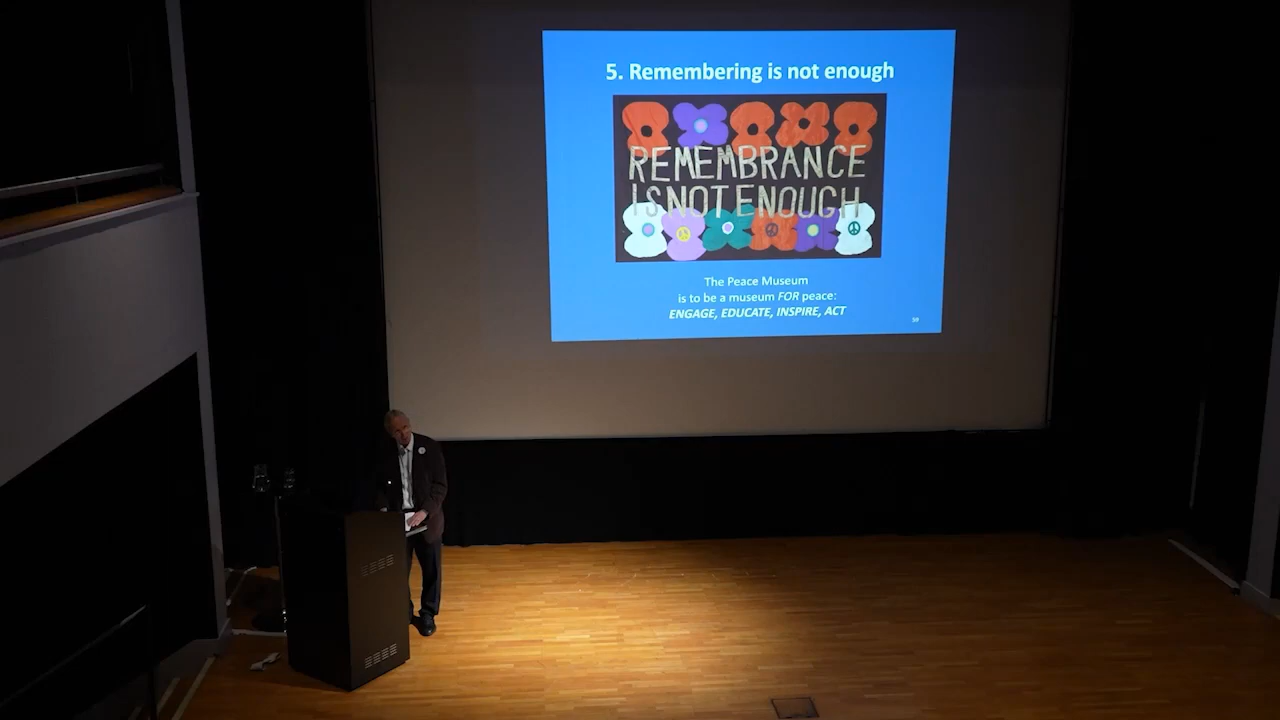 5. Remembering is not enough
REMEMBRANCE
IS NOT ENOUGH
The Peace Museum
is to be a museum FOR peace:
ENGAGE, EDUCATE, INSPIRE, ACT